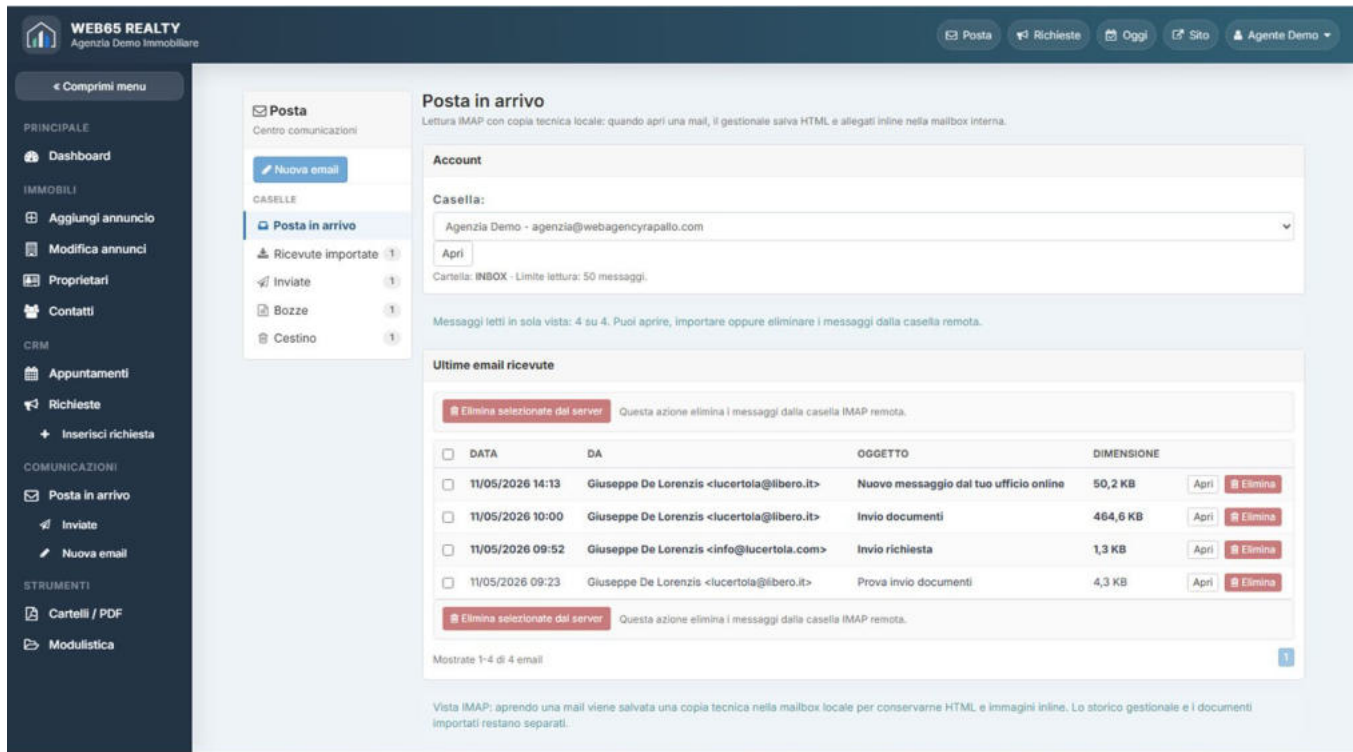 WEB65 REALTY
Agenzia Demo Immobiliare
Posta
Richieste
Oggi
Sito
Agente Demo
« Comprimi menu
PRINCIPALE
Dashboard
IMMOBILI
Aggiungi annuncio
Modifica annunci
Proprietari
Contatti
CRM
Appuntamenti
Richieste
+ Inserisci richiesta
COMUNICAZIONI
Posta in arrivo
Inviate
Nuova email
STRUMENTI
Cartelli / PDF
Modulistica
Posta
Centro comunicazioni
Nuova email
CASELLE
Posta in arrivo
Ricevute importate 1
Inviate 1
Bozze 1
Cestino 1
Posta in arrivo
Lettura IMAP con copia tecnica locale: quando apri una mail, il gestionale salva HTML e allegati inline nella mailbox interna.
Account
Casella:
Agenzia Demo - agenzia@webagencyrapallo.com
Apri
Cartella: INBOX - Limite lettura: 50 messaggi.
Messaggi letti in sola vista: 4 su 4. Puoi aprire, importare oppure eliminare i messaggi dalla casella remota.
Ultime email ricevute
Elimina selezionate dal server Questa azione elimina i messaggi dalla casella IMAP remota.
DATA DA OGGETTO DIMENSIONE
11/05/2026 14:13 Giuseppe De Lorenzis <lucertola@libero.it> Nuovo messaggio dal tuo ufficio online 50,2 KB Apri Elimina
11/05/2026 10:00 Giuseppe De Lorenzis <lucertola@libero.it> Invio documenti 464,6 KB Apri Elimina
11/05/2026 09:52 Giuseppe De Lorenzis <info@lucertola.com> Invio richiesta 1,3 KB Apri Elimina
11/05/2026 09:23 Giuseppe De Lorenzis <lucertola@libero.it> Prova invio documenti 4,3 KB Apri Elimina
Elimina selezionate dal server Questa azione elimina i messaggi dalla casella IMAP remota.
Mostrate 1-4 di 4 email 1
Vista IMAP: aprendo una mail viene salvata una copia tecnica nella mailbox locale per conservarne HTML e immagini inline. Lo storico gestionale e i documenti
importati restano separati.